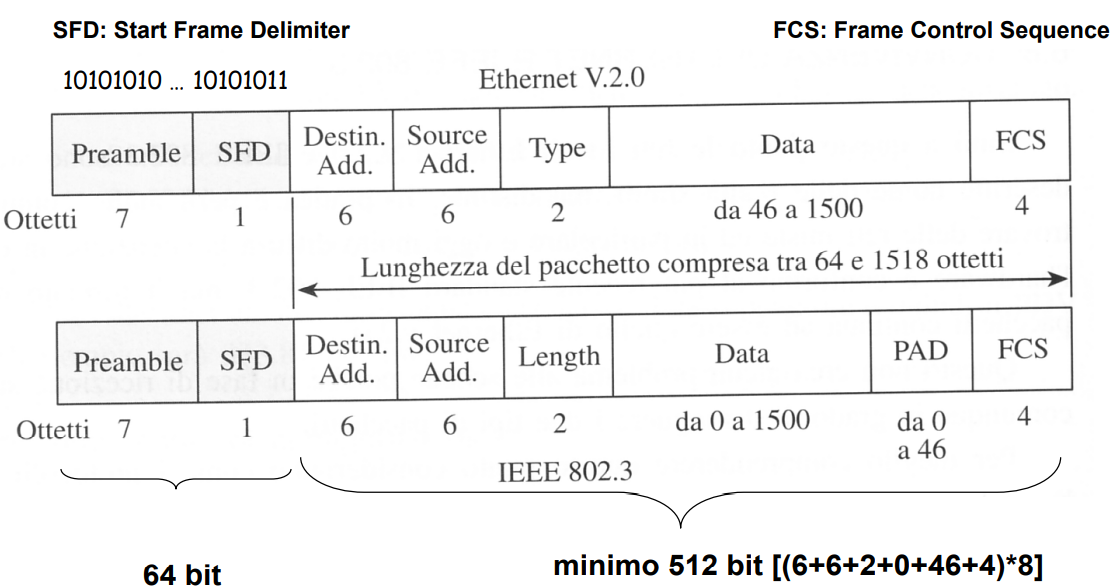 SFD: Start Frame Delimiter
FCS: Frame Control Sequence
10101010 ... 10101011
Ethernet V.2.0
Preamble SFD Destin. Add. Source Add. Type Data FCS
Ottetti 7 1 6 6 2 da 46 a 1500 4
Lunghezza del pacchetto compresa tra 64 e 1518 ottetti
Preamble SFD Destin. Add. Source Add. Length Data PAD FCS
Ottetti 7 1 6 6 2 da 0 a 1500 da 0 a 46 4
IEEE 802.3
64 bit
minimo 512 bit [(6+6+2+0+46+4)*8]